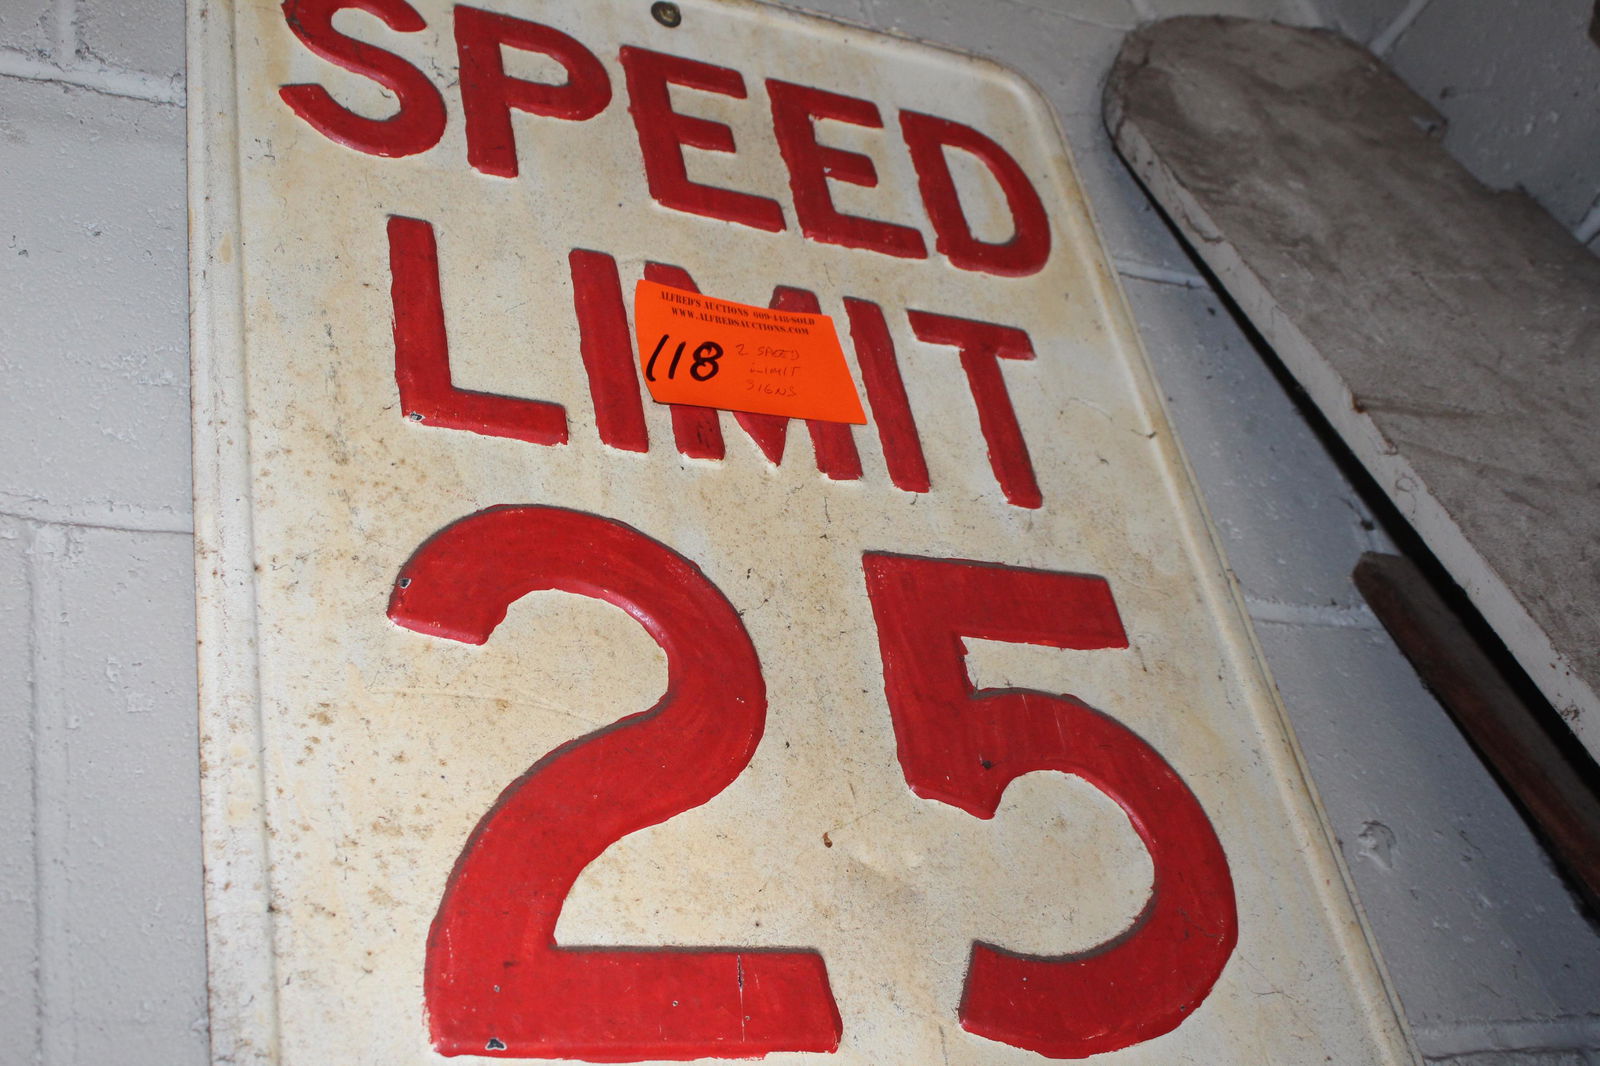 SPEED
LIMIT
ALFRED'S AUCTIONS 609-448-SOLD
WWW.ALFREDSAUCTIONS.COM
118
2 SPEED
LIMIT
SIGNS
25